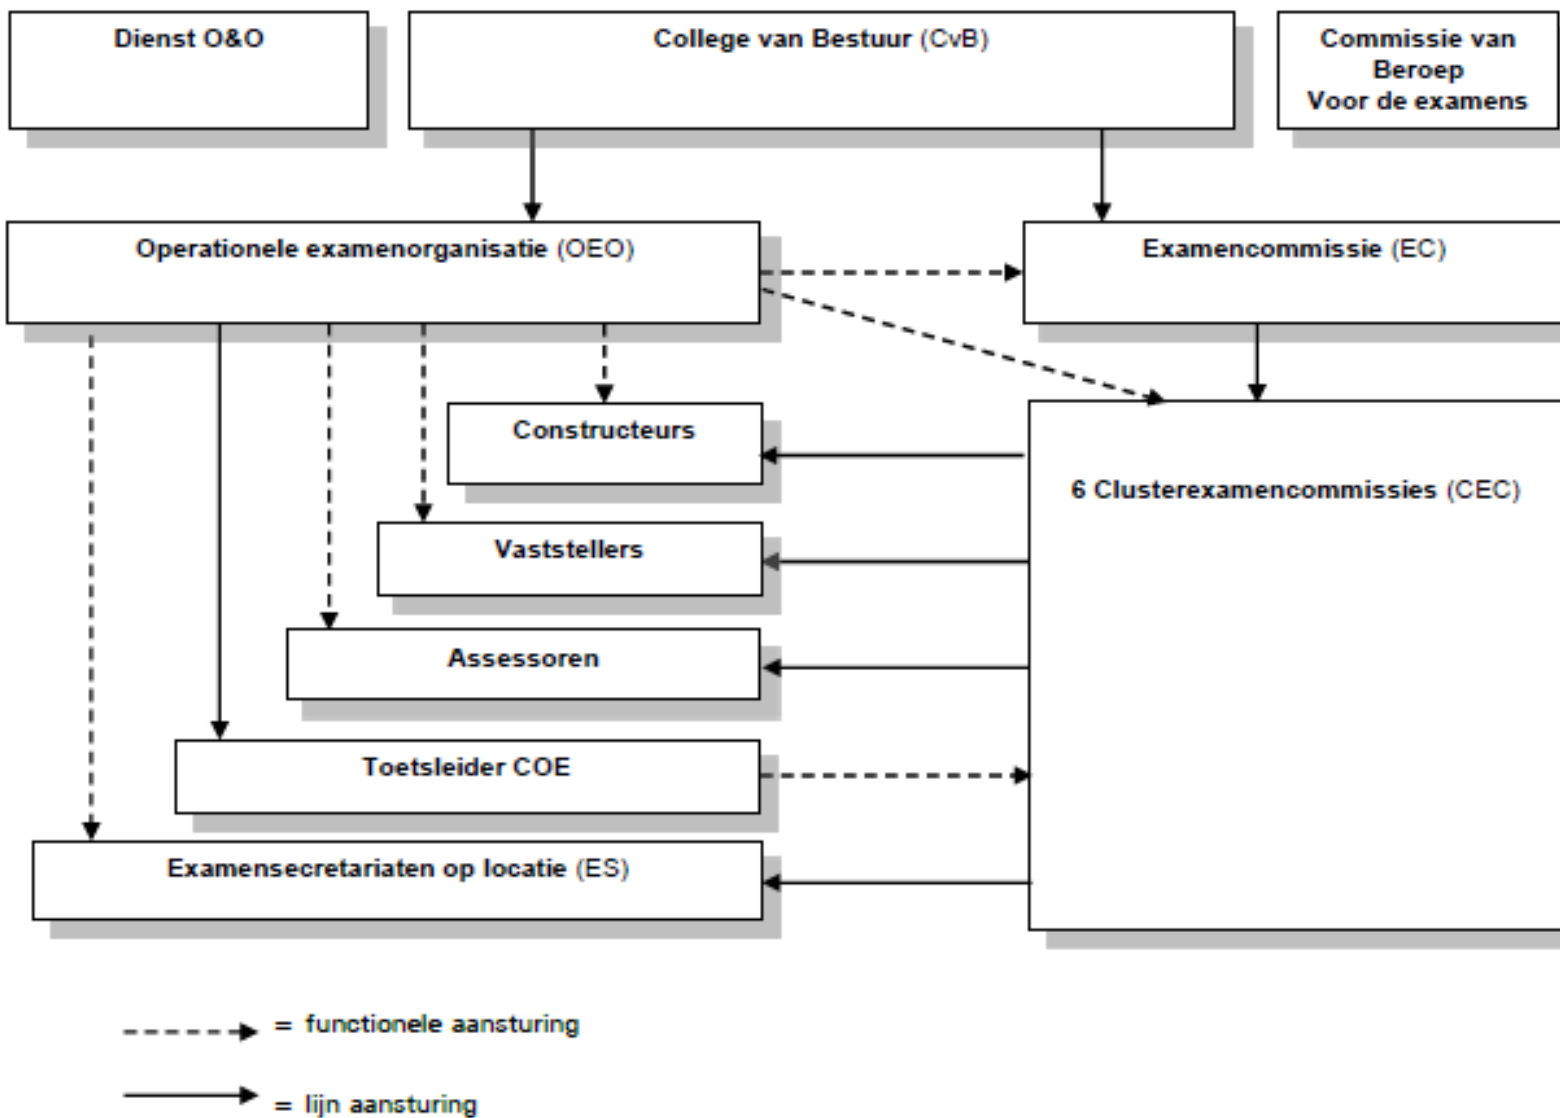 Dienst O&O
College van Bestuur (CvB)
Commissie van
Beroep
Voor de examens
Operationele examenorganisatie (OEO)
Examencommissie (EC)
Constructeurs
6 Clusterexamencommissies (CEC)
Vaststellers
Assessoren
Toetsleider COE
Examensecretariaten op locatie (ES)
= functionele aansturing
= lijn aansturing